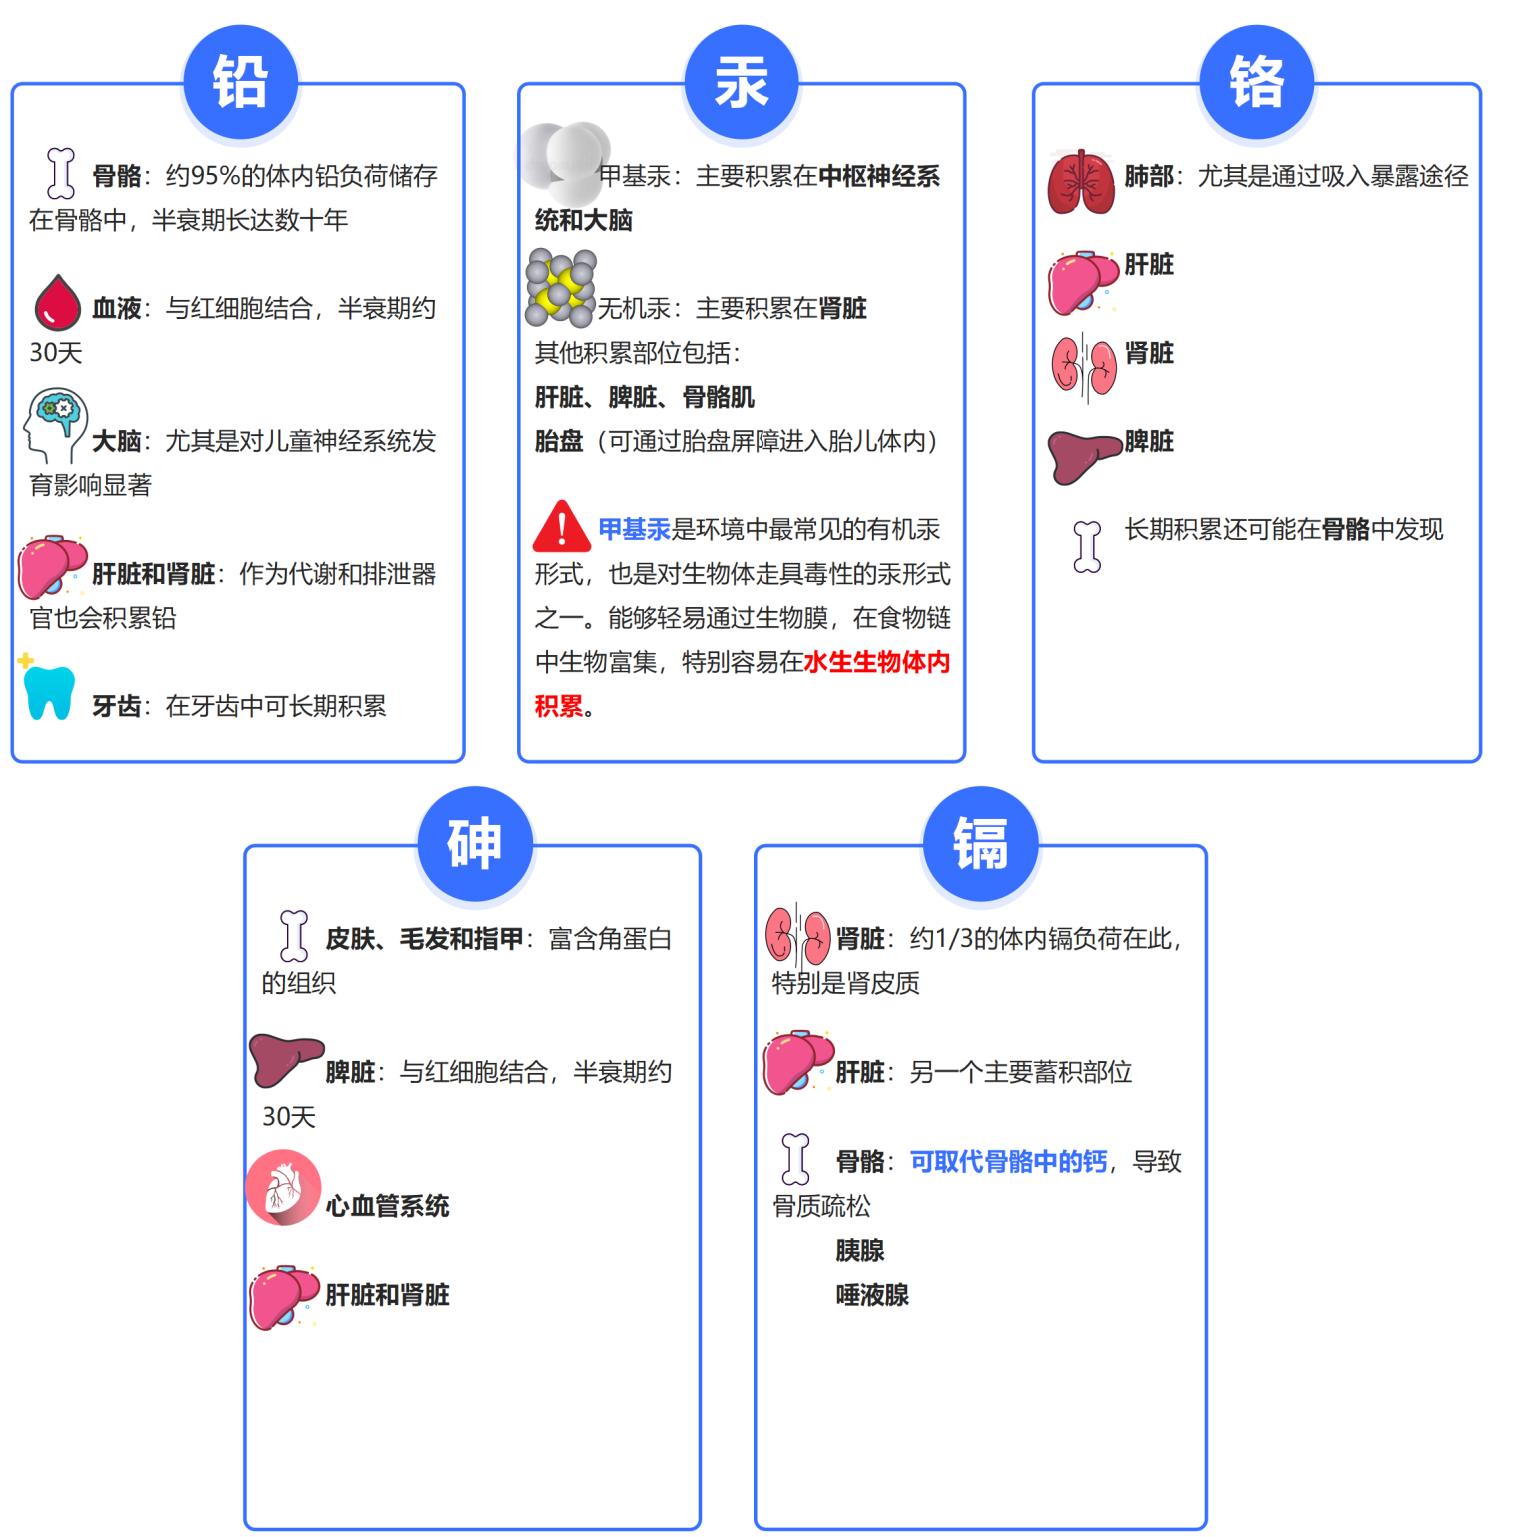 铅
骨骼：约95%的体内铅负荷储存
在骨骼中，半衰期长达数十年
血液：与红细胞结合，半衰期约
30天
大脑：尤其是对儿童神经系统发
育影响显著
肝脏和肾脏：作为代谢和排泄器
官也会积累铅
牙齿：在牙齿中可长期积累
汞
甲基汞：主要积累在中枢神经系
统和大脑
无机汞：主要积累在肾脏
其他积累部位包括：
肝脏、脾脏、骨骼肌
胎盘（可通过胎盘屏障进入胎儿体内）
甲基汞是环境中最常见的有机汞
形式，也是对生物体走具毒性的汞形式
之一。能够轻易通过生物膜，在食物链
中生物富集，特别容易在水生生物体内
积累。
铬
肺部：尤其是通过吸入暴露途径
肝脏
肾脏
脾脏
长期积累还可能在骨骼中发现
砷
皮肤、毛发和指甲：富含角蛋白
的组织
脾脏：与红细胞结合，半衰期约
30天
心血管系统
肝脏和肾脏
镉
肾脏：约1/3的体内镉负荷在此，
特别是肾皮质
肝脏：另一个主要蓄积部位
骨骼：可取代骨骼中的钙，导致
骨质疏松
胰腺
唾液腺